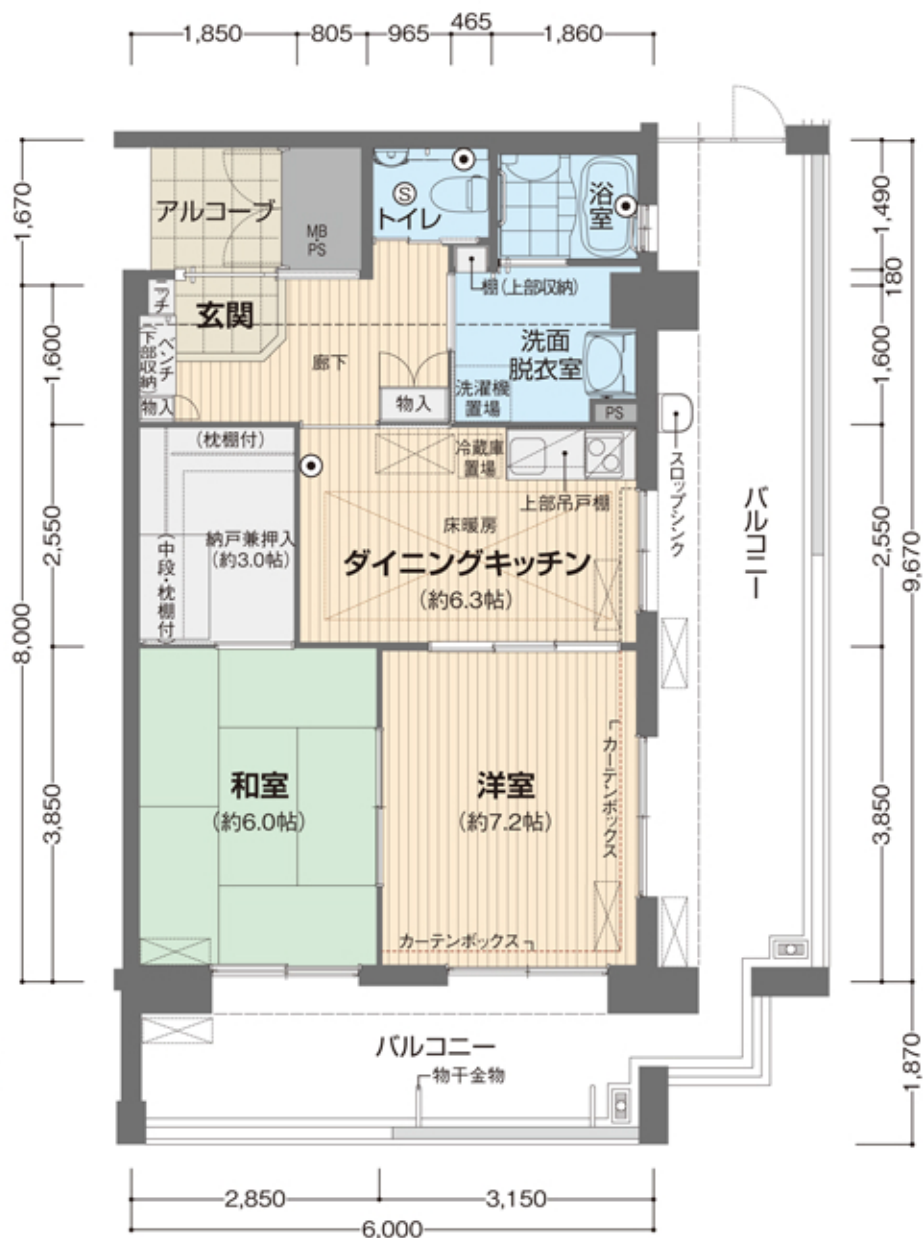 465
1,850 805 965 1,860
1,670
1,600
2,550
8,000
3,850
アルコーブ
MB
PS
S
トイレ
浴室
棚(上部収納)
ニッチ
玄関
ベンチ
(下部収納)
物入
廊下
物入
洗面
脱衣室
洗濯機
置場
PS
スロップシンク
バルコニー
(枕棚付)
納戸兼押入
(約3.0帖)
(中段・枕棚付)
冷蔵庫
置場
上部吊戸棚
床暖房
ダイニングキッチン
(約6.3帖)
和室
(約6.0帖)
洋室
(約7.2帖)
カーテンボックス
カーテンボックス
バルコニー
物干金物
1,490
180
1,600
2,550
9,670
3,850
1,870
2,850 3,150
6,000